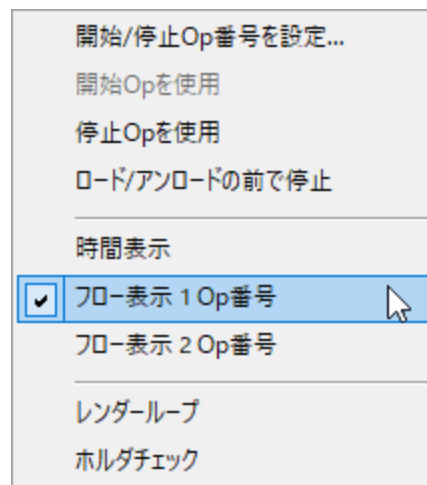 開始/停止Op番号を設定...
開始Opを使用
停止Opを使用
ロード/アンロードの前で停止
時間表示
フロー表示 1 Op番号
フロー表示 2 Op番号
レンダーループ
ホルダチェック